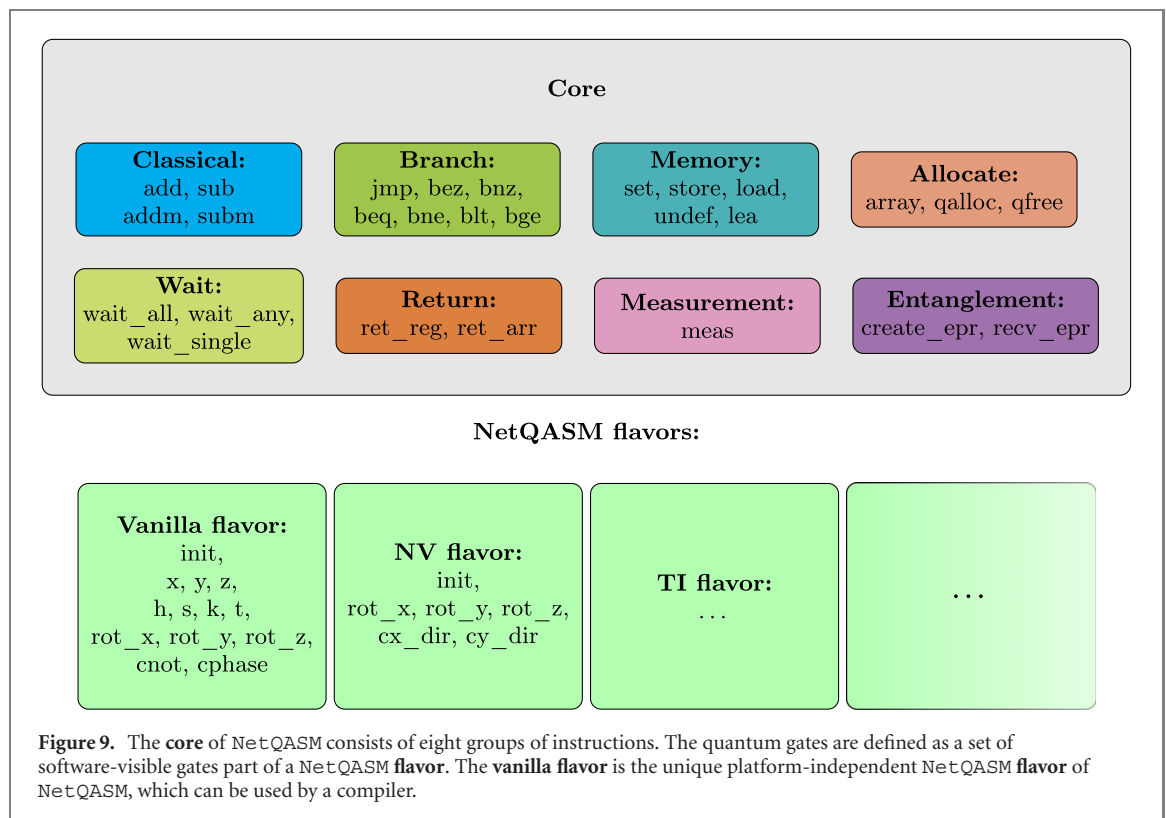 Core
Classical:
add, sub
addm, subm
Branch:
jmp, bez, bnz,
beq, bne, blt, bge
Memory:
set, store, load,
undef, lea
Allocate:
array, qalloc, qfree
Wait:
wait_all, wait_any,
wait_single
Return:
ret_reg, ret_arr
Measurement:
meas
Entanglement:
create_epr, recv_epr
NetQASM flavors:
Vanilla flavor:
init,
x, y, z,
h, s, k, t,
rot_x, rot_y, rot_z,
cnot, cphase
NV flavor:
init,
rot_x, rot_y, rot_z,
cx_dir, cy_dir
TI flavor:
...
...
Figure 9. The core of NetQASM consists of eight groups of instructions. The quantum gates are defined as a set of
software-visible gates part of a NetQASM flavor. The vanilla flavor is the unique platform-independent NetQASM flavor of
NetQASM, which can be used by a compiler.